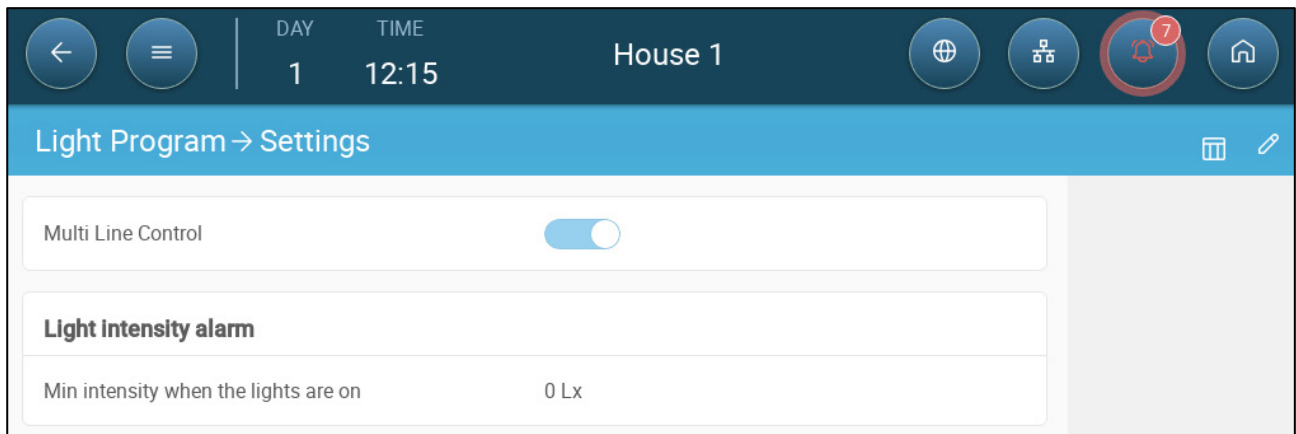 DAY TIME
1 12:15
House 1
7
Light Program → Settings
Multi Line Control
Light intensity alarm
Min intensity when the lights are on 0 Lx